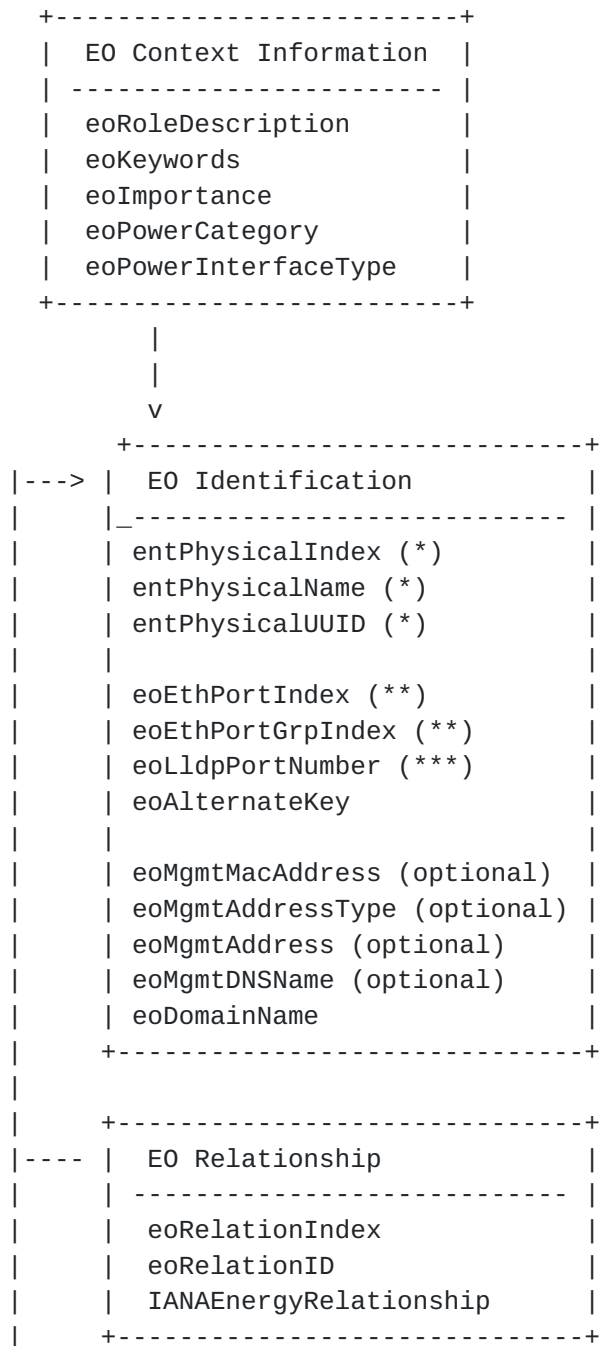 +--------------------------+
|  EO Context Information  |
| ------------------------ |
|  eoRoleDescription       |
|  eoKeywords              |
|  eoImportance            |
|  eoPowerCategory         |
|  eoPowerInterfaceType    |
+--------------------------+
|
|
v
+------------------------------+
|---> |  EO Identification           |
|     |_---------------------------- |
|     | entPhysicalIndex (*)         |
|     | entPhysicalName (*)          |
|     | entPhysicalUUID (*)          |
|     |                              |
|     | eoEthPortIndex (**)          |
|     | eoEthPortGrpIndex (**)       |
|     | eoLldpPortNumber (***)       |
|     | eoAlternateKey               |
|     |                              |
|     | eoMgmtMacAddress (optional)  |
|     | eoMgmtAddressType (optional) |
|     | eoMgmtAddress (optional)     |
|     | eoMgmtDNSName (optional)     |
|     | eoDomainName                 |
|     +------------------------------+
|
|     +------------------------------+
|---- |  EO Relationship             |
|     | ---------------------------- |
|     |  eoRelationIndex             |
|     |  eoRelationID                |
|     |  IANAEnergyRelationship      |
|     +------------------------------+